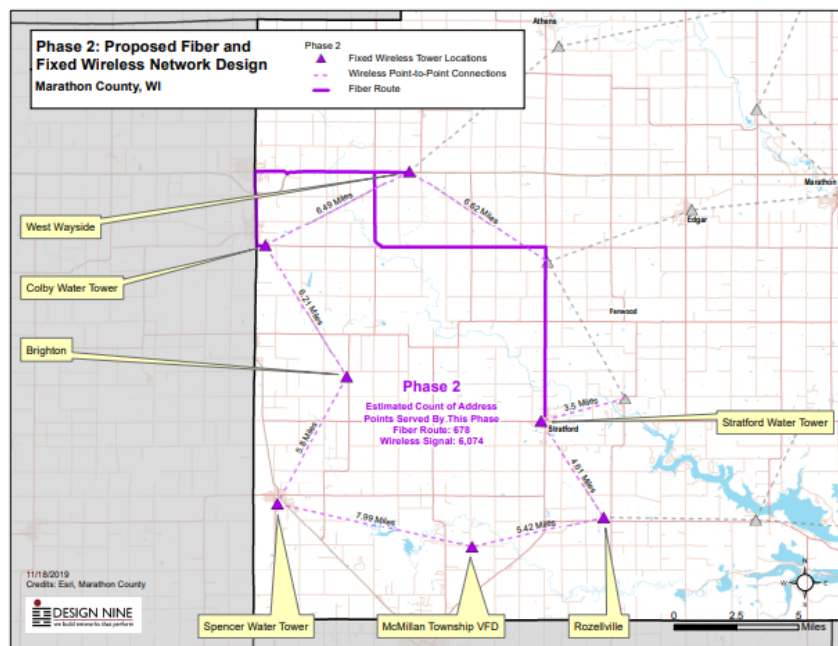 Athens
Phase 2: Proposed Fiber and
Fixed Wireless Network Design
Marathon County, WI
Phase 2
Fixed Wireless Tower Locations
Wireless Point-to-Point Connections
Fiber Route
Marathon
West Wayside
6.49 Miles
6.62 Miles
Edgar
Colby Water Tower
6.21 Miles
Fenwood
Brighton
Phase 2
Estimated Count of Address
Points Served By This Phase
Fiber Route: 678
Wireless Signal: 6,074
3.5 Miles
Stratford
Stratford Water Tower
5.8 Miles
4.61 Miles
7.99 Miles
5.42 Miles
11/18/2019
Credits: Esri, Marathon County
DESIGN NINE
we build networks that perform
Spencer Water Tower
McMillan Township VFD
Rozellville
N
W
E
S
0 2.5 5
Miles